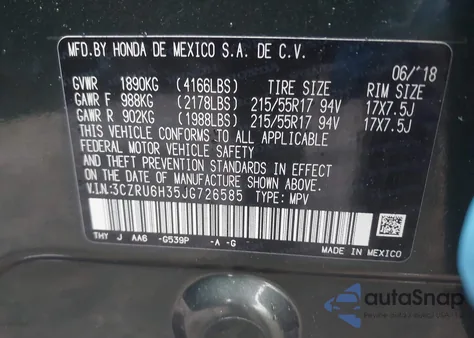 MFD.BY HONDA DE MEXICO S.A. DE C.V.
06/'18
GVWR 1890KG (4166LBS) TIRE SIZE RIM SIZE
GAWR F 988KG (2178LBS) 215/55R17 94V 17X7.5J
GAWR R 902KG (1988LBS) 215/55R17 94V 17X7.5J
THIS VEHICLE CONFORMS TO ALL APPLICABLE
FEDERAL MOTOR VEHICLE SAFETY
AND THEFT PREVENTION STANDARDS IN EFFECT
ON THE DATE OF MANUFACTURE SHOWN ABOVE.
V.I.N:3CZRU6H35JG726585 TYPE: MPV
THY J AA6 -G539P -A -G
MADE IN MEXICO
autoSnap